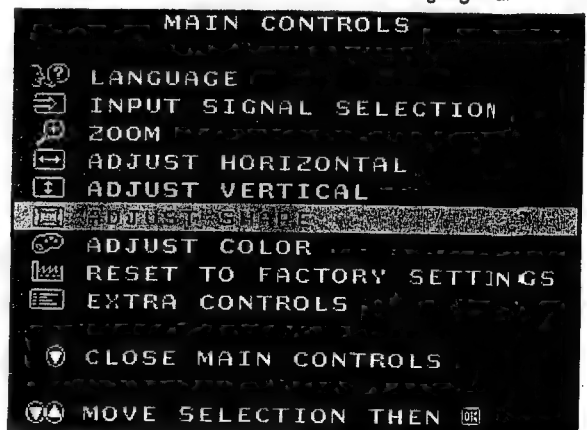 MAIN CONTROLS
LANGUAGE
INPUT SIGNAL SELECTION
ZOOM
ADJUST HORIZONTAL
ADJUST VERTICAL
ADJUST SHAPE
ADJUST COLOR
RESET TO FACTORY SETTINGS
EXTRA CONTROLS
CLOSE MAIN CONTROLS
MOVE SELECTION THEN OK